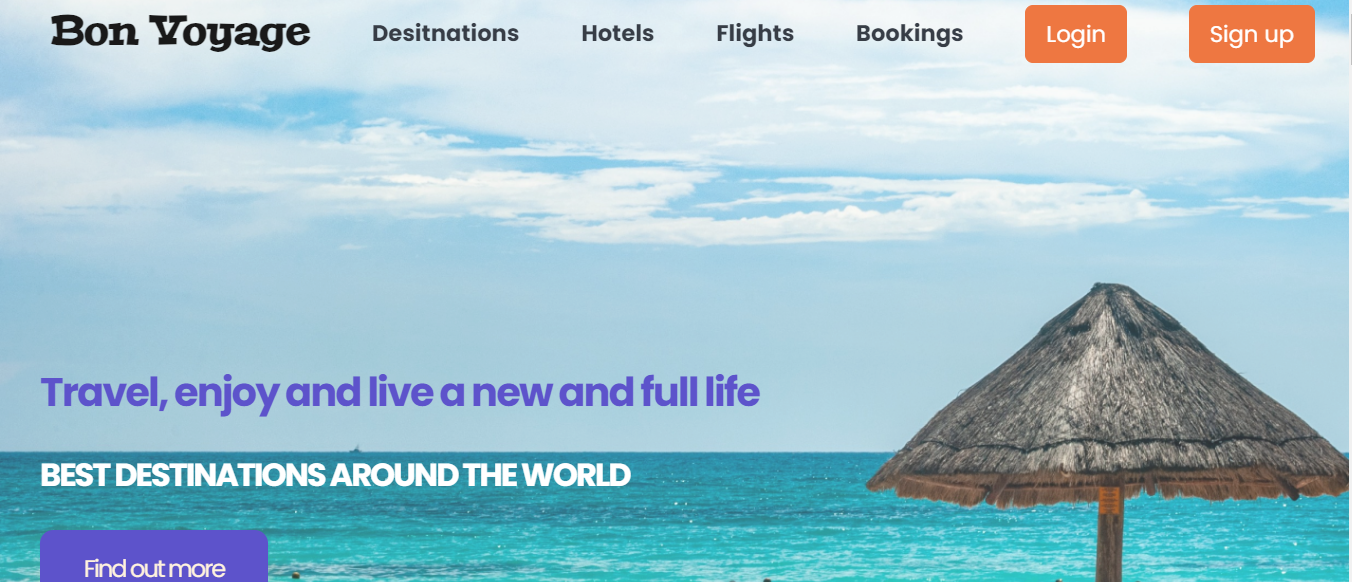 Bon Voyage Desitnations Hotels Flights Bookings Login Sign up
Travel, enjoy and live a new and full life
BEST DESTINATIONS AROUND THE WORLD
Find out more